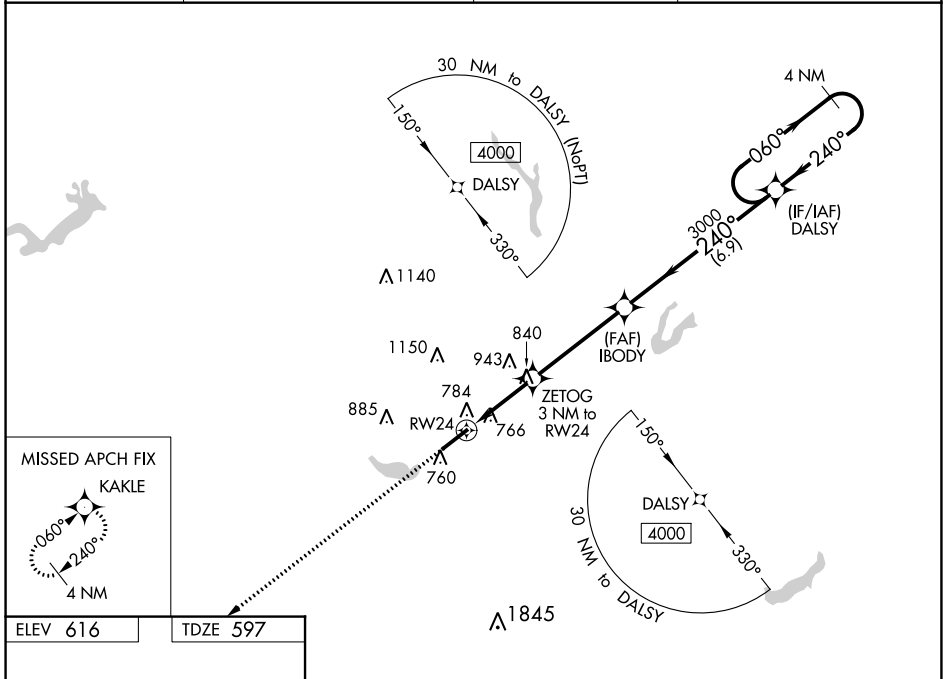 30 NM to DALSY (NoPT)
150°
4000
DALSY
330°
4 NM
060°
240°
(IF/IAF)
DALSY
3000
240°
(6.9)
1140
(FAF)
IBODY
840
1150
943
784
ZETOG
3 NM to
RW24
885
RW24
766
760
MISSED APCH FIX
KAKLE
060°
240°
4 NM
150°
DALSY
4000
330°
30 NM to DALSY
1845
ELEV 616
TDZE 597